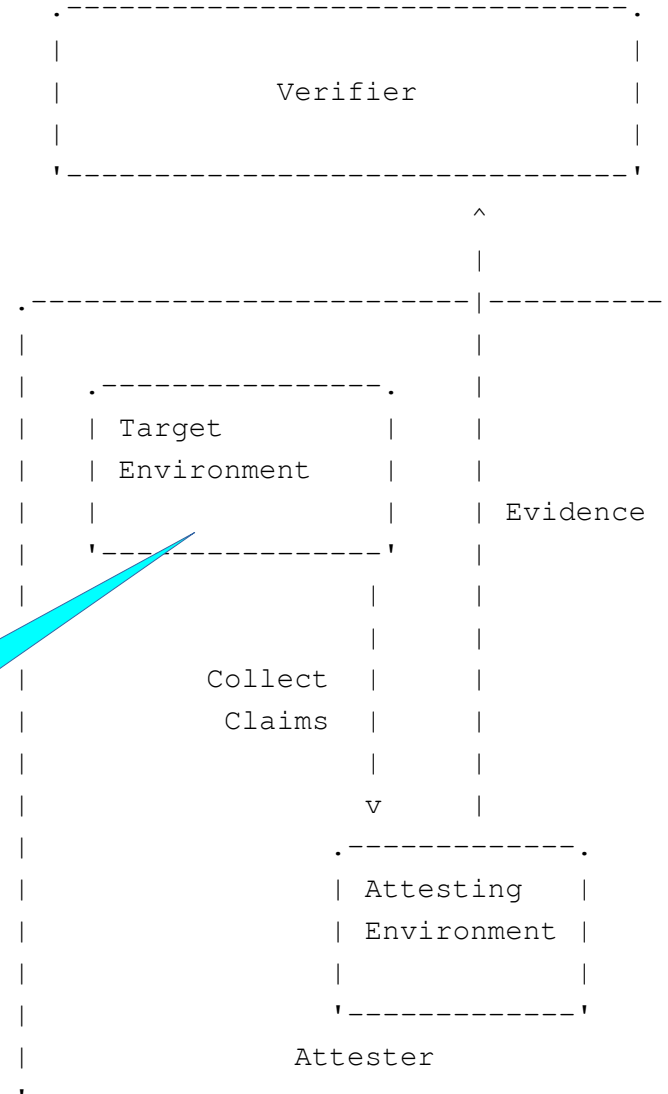 Verifier
Target
Environment
Evidence
Collect
Claims
Attesting
Environment
Attester